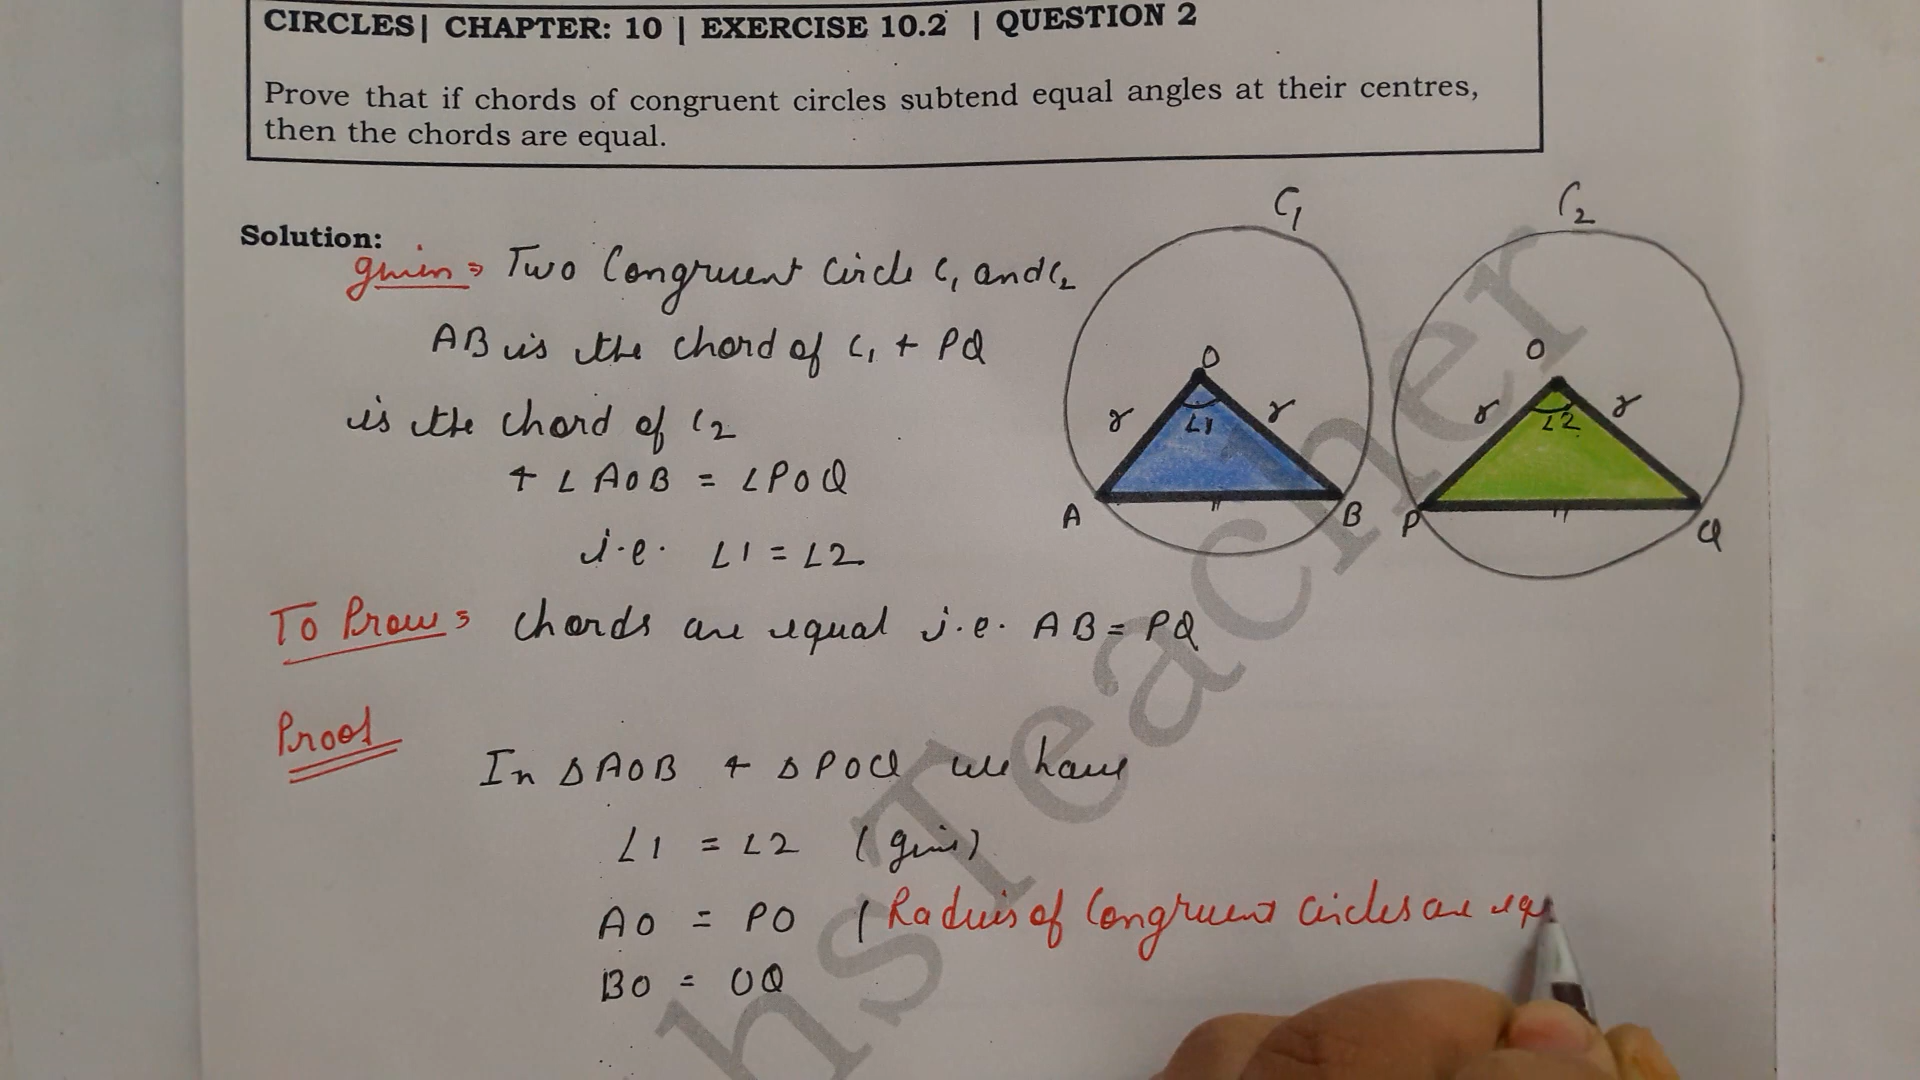 CIRCLES| CHAPTER: 10 | EXERCISE 10.2 | QUESTION 2
Prove that if chords of congruent circles subtend equal angles at their centres,
then the chords are equal.
Solution:
given ⇒ Two Congruent Circle C₁ and C₂
AB is the chord of C₁ + PQ
is the chord of C₂
+ ∠AOB = ∠POQ
i.e. ∠1 = ∠2
To Prove ⇒ chords are equal i.e. AB = PQ
Proof
In ΔAOB + ΔPOQ we have
∠1 = ∠2 (given)
AO = PO (Radius of Congruent circles are equ
BO = OQ
C₁
O
r r
∠1
A B
C₂
O
r r
∠2
P Q
hsTeacher